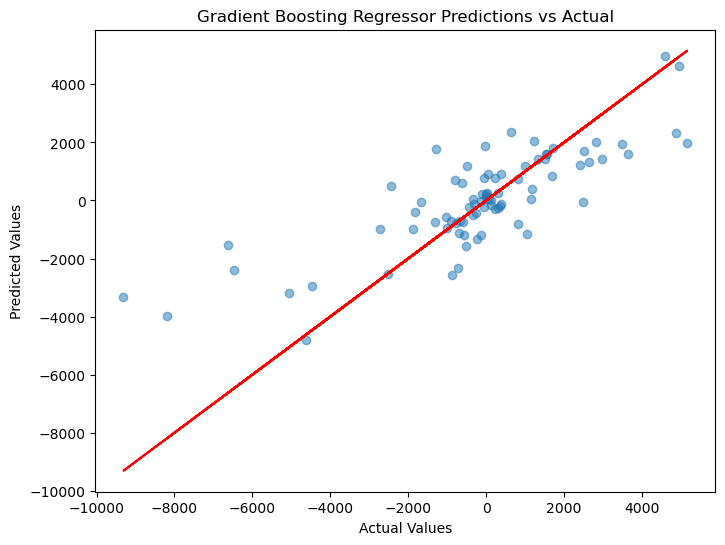 Gradient Boosting Regressor Predictions vs Actual
4000
2000
0
−2000
−4000
−6000
−8000
−10000
Predicted Values
−10000 −8000 −6000 −4000 −2000 0 2000 4000
Actual Values